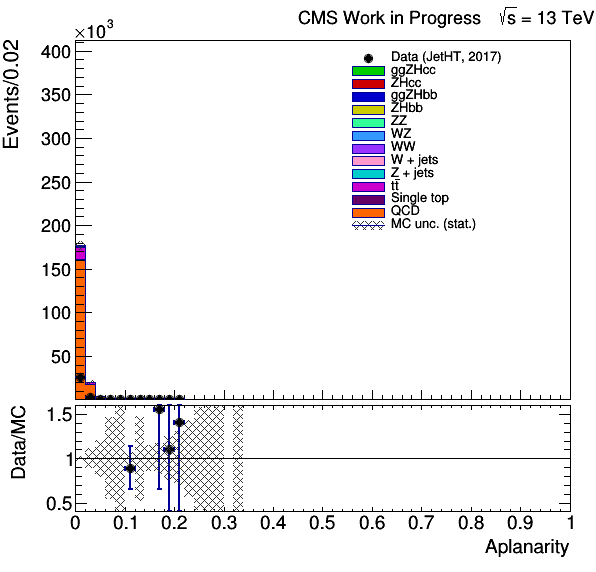 CMS Work in Progress √s = 13 TeV
×10³
Events/0.02
400
350
300
250
200
150
100
50
Data (JetHT, 2017)
ggZHcc
ZHcc
ggZHbb
ZHbb
ZZ
WZ
WW
W + jets
Z + jets
tt̄
Single top
QCD
MC unc. (stat.)
Data/MC
1.5
1
0.5
0 0.1 0.2 0.3 0.4 0.5 0.6 0.7 0.8 0.9 1
Aplanarity